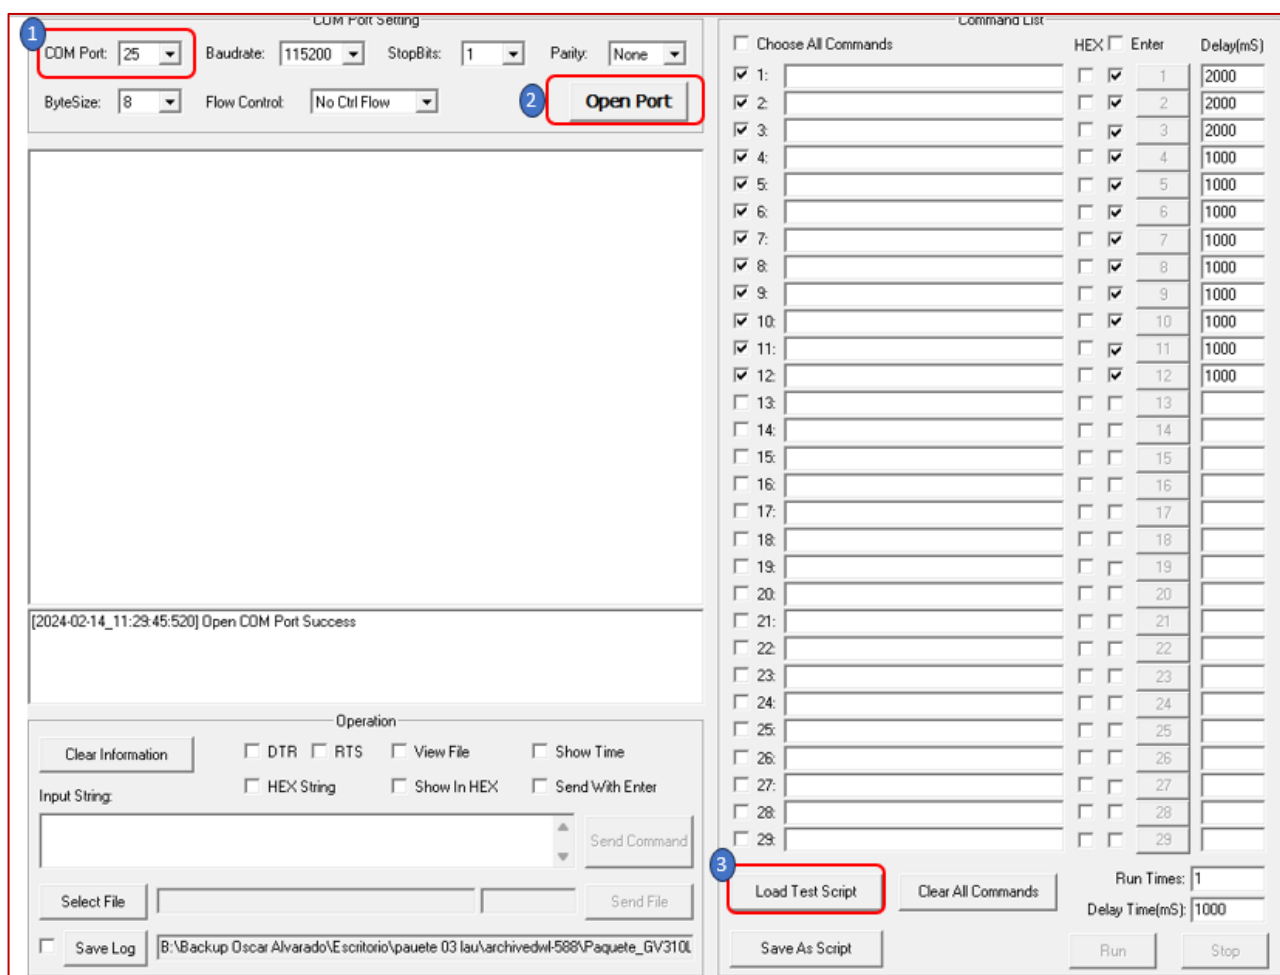 COM Port Setting
1
COM Port: 25 Baudrate: 115200 StopBits: 1 Parity: None
ByteSize: 8 Flow Control: No Ctrl Flow 2 Open Port
[2024-02-14_11:29:45:520] Open COM Port Success
Operation
Clear Information DTR RTS View File Show Time
HEX String Show In HEX Send With Enter
Input String:
Send Command
Select File Send File
Save Log B:\Backup Oscar Alvarado\Escritorio\pauete 03 lau\archivedwl-588\Paquete_GV310L
Command List
Choose All Commands HEX Enter Delay(mS)
1: 1 2000
2: 2 2000
3: 3 2000
4: 4 1000
5: 5 1000
6: 6 1000
7: 7 1000
8: 8 1000
9: 9 1000
10: 10 1000
11: 11 1000
12: 12 1000
13: 13
14: 14
15: 15
16: 16
17: 17
18: 18
19: 19
20: 20
21: 21
22: 22
23: 23
24: 24
25: 25
26: 26
27: 27
28: 28
29: 29
3
Load Test Script Clear All Commands Run Times: 1
Delay Time(mS): 1000
Save As Script Run Stop